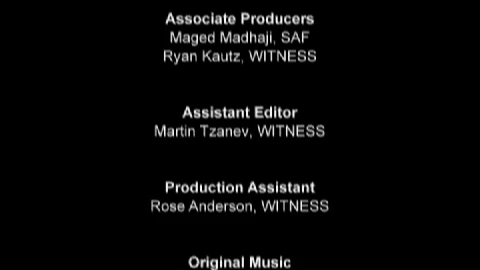 Associate Producers
Maged Madhaji, SAF
Ryan Kautz, WITNESS
Assistant Editor
Martin Tzanev, WITNESS
Production Assistant
Rose Anderson, WITNESS
Original Music